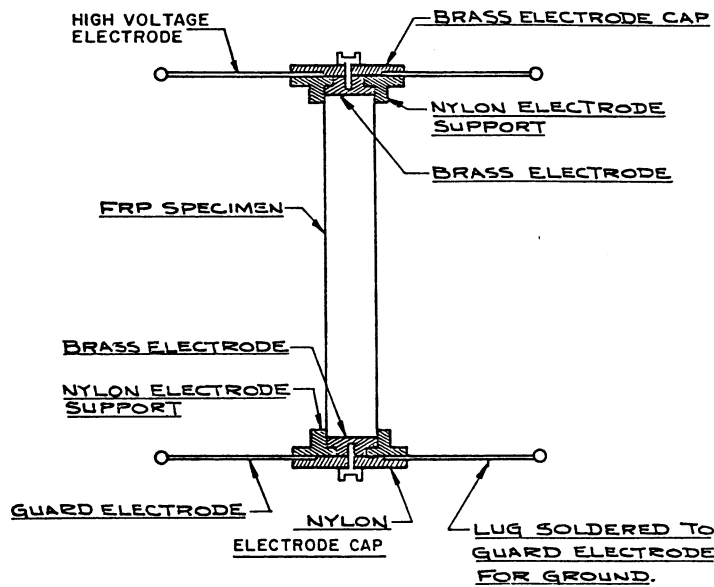 HIGH VOLTAGE
ELECTRODE
BRASS ELECTRODE CAP
NYLON ELECTRODE
SUPPORT
BRASS ELECTRODE
FRP SPECIMEN
BRASS ELECTRODE
NYLON ELECTRODE
SUPPORT
GUARD ELECTRODE
NYLON
ELECTRODE CAP
LUG SOLDERED TO
GUARD ELECTRODE
FOR GROUND.